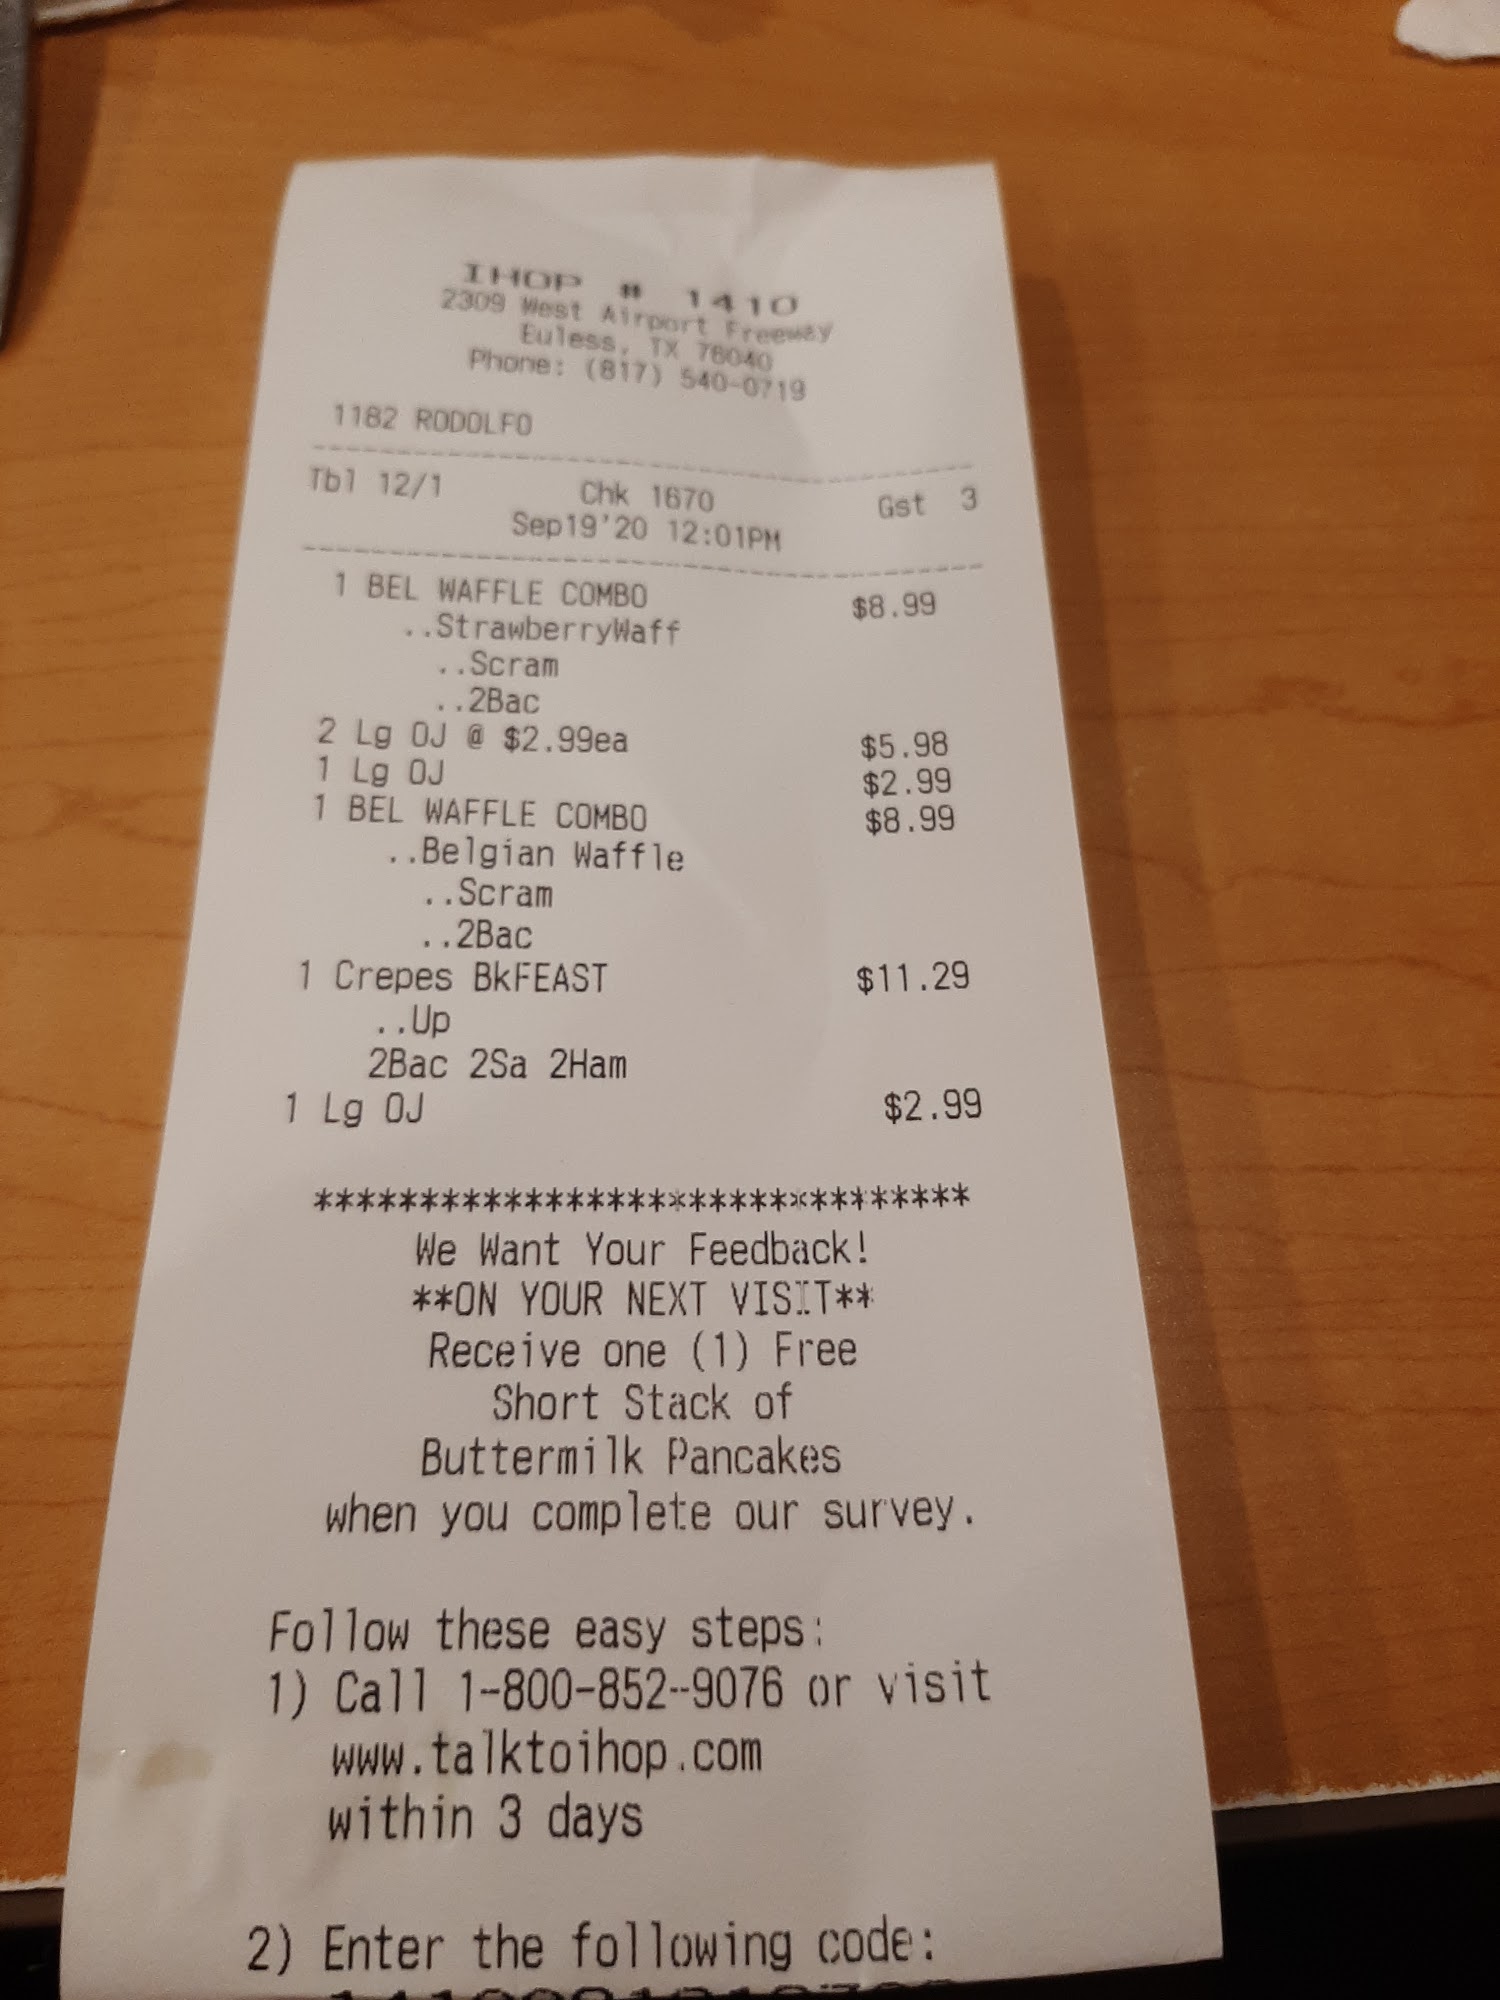 IHOP # 1410
2309 West Airport Freeway
Euless, TX 76040
Phone: (817) 540-0719
1182 RODOLFO
Tbl 12/1 Chk 1670 Gst 3
Sep19'20 12:01PM
1 BEL WAFFLE COMBO $8.99
..StrawberryWaff
..Scram
..2Bac
2 Lg OJ @ $2.99ea $5.98
1 Lg OJ $2.99
1 BEL WAFFLE COMBO $8.99
..Belgian Waffle
..Scram
..2Bac
1 Crepes BkFEAST $11.29
..Up
2Bac 2Sa 2Ham
1 Lg OJ $2.99
********************************
We Want Your Feedback!
**ON YOUR NEXT VISIT**
Receive one (1) Free
Short Stack of
Buttermilk Pancakes
when you complete our survey.
Follow these easy steps:
1) Call 1-800-852-9076 or visit
www.talktoihop.com
within 3 days
2) Enter the following code: